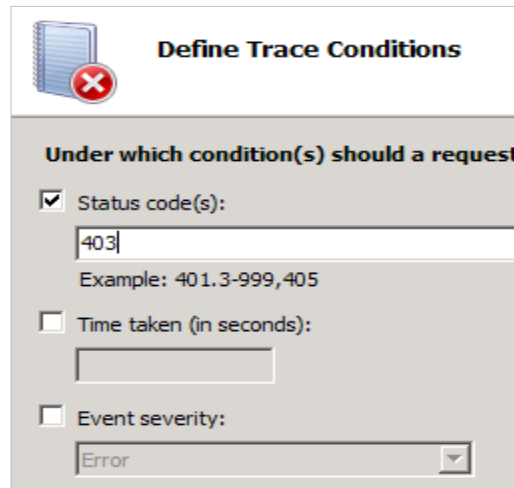 Define Trace Conditions
Under which condition(s) should a request
Status code(s):
403
Example: 401.3-999,405
Time taken (in seconds):
Event severity:
Error